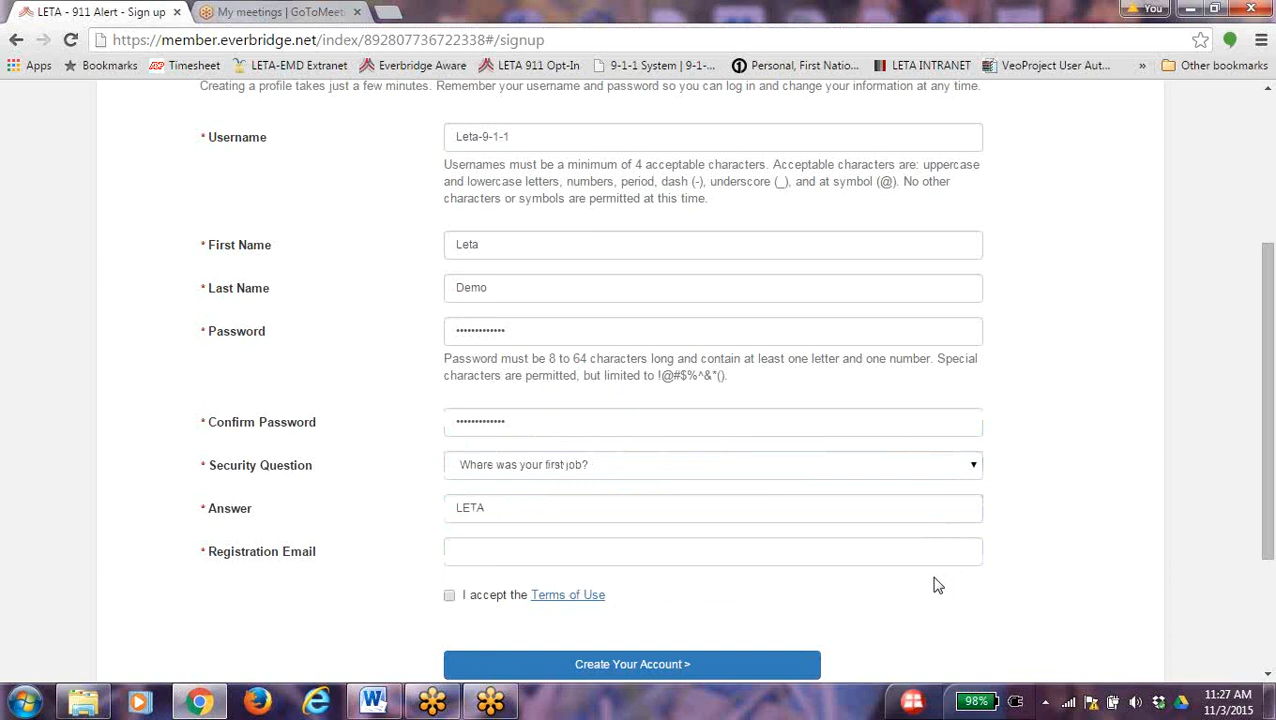 LETA - 911 Alert - Sign up
My meetings | GoToMeeti
You
https://member.everbridge.net/index/892807736722338#/signup
Apps
Bookmarks
Timesheet
LETA-EMD Extranet
Everbridge Aware
LETA 911 Opt-In
9-1-1 System | 9-1-...
Personal, First Natio...
LETA INTRANET
VeoProject User Aut...
»
Other bookmarks
Creating a profile takes just a few minutes. Remember your username and password so you can log in and change your information at any time.
* Username
Leta-9-1-1
Usernames must be a minimum of 4 acceptable characters. Acceptable characters are: uppercase
and lowercase letters, numbers, period, dash (-), underscore (_), and at symbol (@). No other
characters or symbols are permitted at this time.
* First Name
Leta
* Last Name
Demo
* Password
•••••••••••••
Password must be 8 to 64 characters long and contain at least one letter and one number. Special
characters are permitted, but limited to !@#$%^&*().
* Confirm Password
•••••••••••••
* Security Question
Where was your first job?
* Answer
LETA
* Registration Email
I accept the Terms of Use
Create Your Account >
98%
11:27 AM
11/3/2015